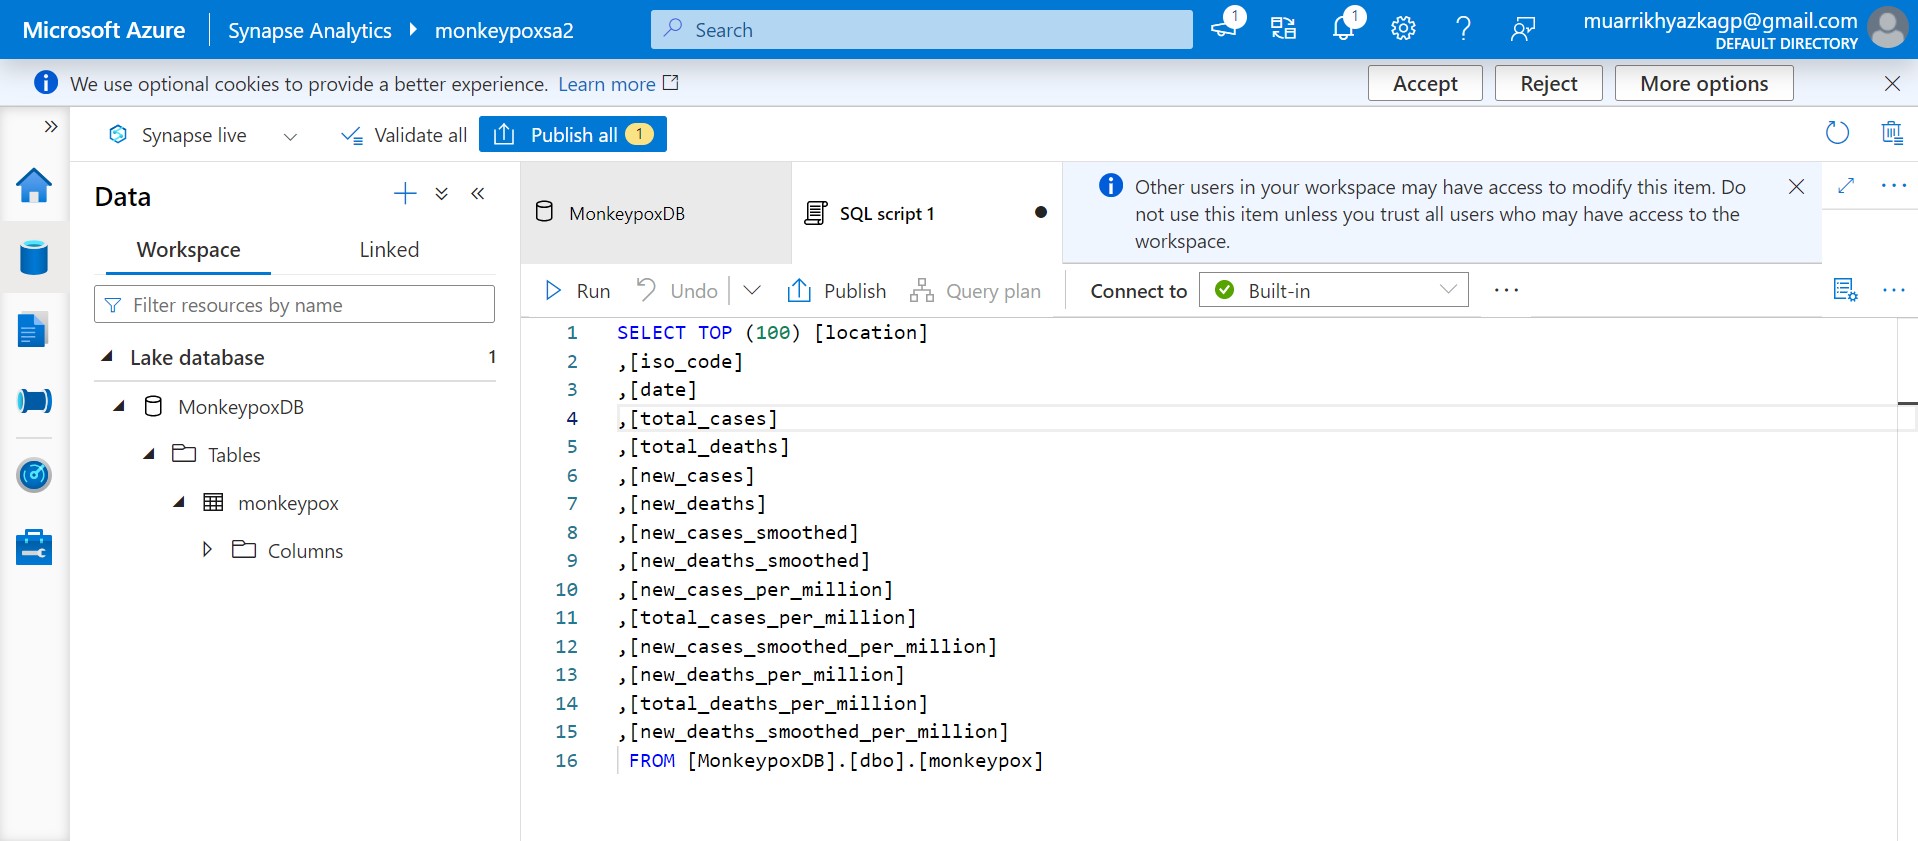 Microsoft Azure
Synapse Analytics
monkeypoxsa2
Search
1
1
muarrikhyazkagp@gmail.com
DEFAULT DIRECTORY
We use optional cookies to provide a better experience. Learn more
Accept
Reject
More options
Synapse live
Validate all
Publish all 1
Data
Workspace
Linked
Filter resources by name
Lake database 1
MonkeypoxDB
Tables
monkeypox
Columns
MonkeypoxDB
SQL script 1
Other users in your workspace may have access to modify this item. Do
not use this item unless you trust all users who may have access to the
workspace.
Run
Undo
Publish
Query plan
Connect to
Built-in
1 SELECT TOP (100) [location]
2 ,[iso_code]
3 ,[date]
4 ,[total_cases]
5 ,[total_deaths]
6 ,[new_cases]
7 ,[new_deaths]
8 ,[new_cases_smoothed]
9 ,[new_deaths_smoothed]
10 ,[new_cases_per_million]
11 ,[total_cases_per_million]
12 ,[new_cases_smoothed_per_million]
13 ,[new_deaths_per_million]
14 ,[total_deaths_per_million]
15 ,[new_deaths_smoothed_per_million]
16 FROM [MonkeypoxDB].[dbo].[monkeypox]